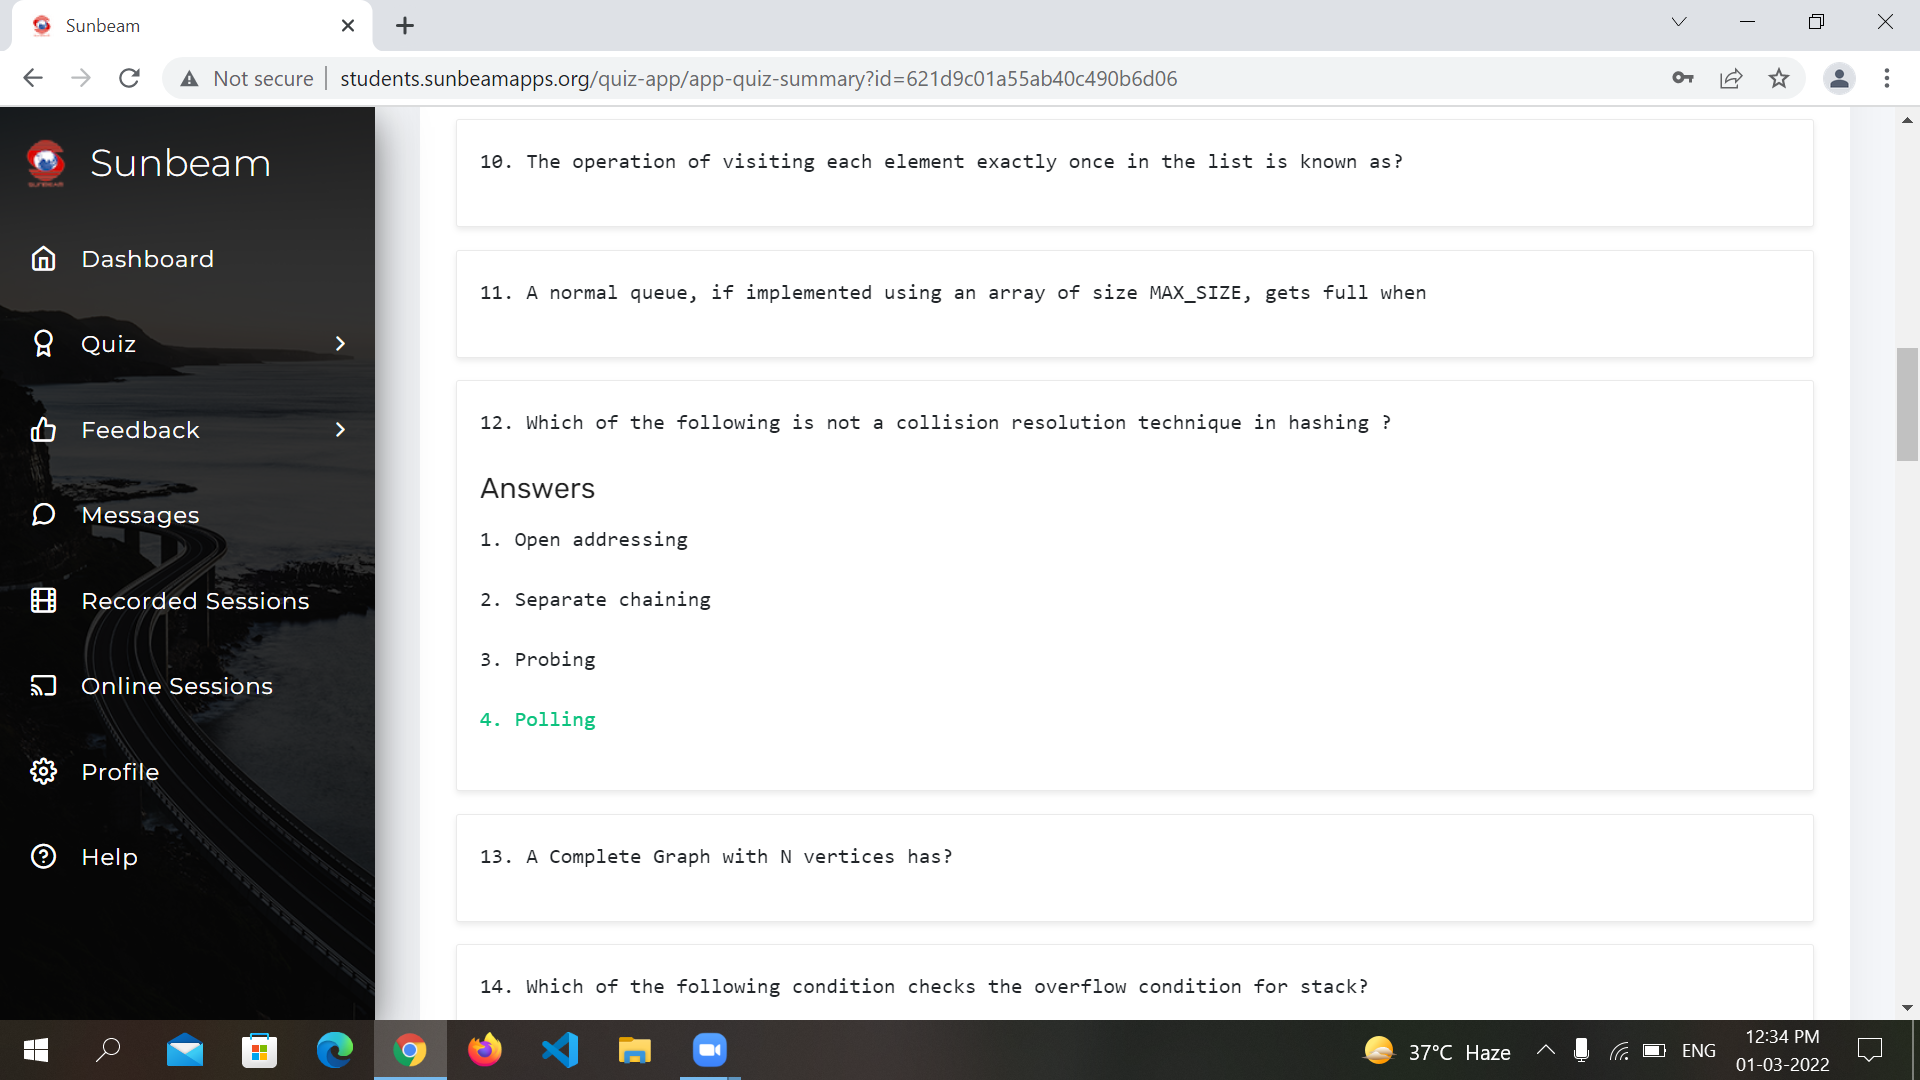 Sunbeam
Not secure
students.sunbeamapps.org/quiz-app/app-quiz-summary?id=621d9c01a55ab40c490b6d06
SUNBEAM
Sunbeam
Dashboard
Quiz
Feedback
Messages
Recorded Sessions
Online Sessions
Profile
Help
10. The operation of visiting each element exactly once in the list is known as?
11. A normal queue, if implemented using an array of size MAX_SIZE, gets full when
12. Which of the following is not a collision resolution technique in hashing ?
Answers
1. Open addressing
2. Separate chaining
3. Probing
4. Polling
13. A Complete Graph with N vertices has?
14. Which of the following condition checks the overflow condition for stack?
37°C Haze
ENG
12:34 PM
01-03-2022